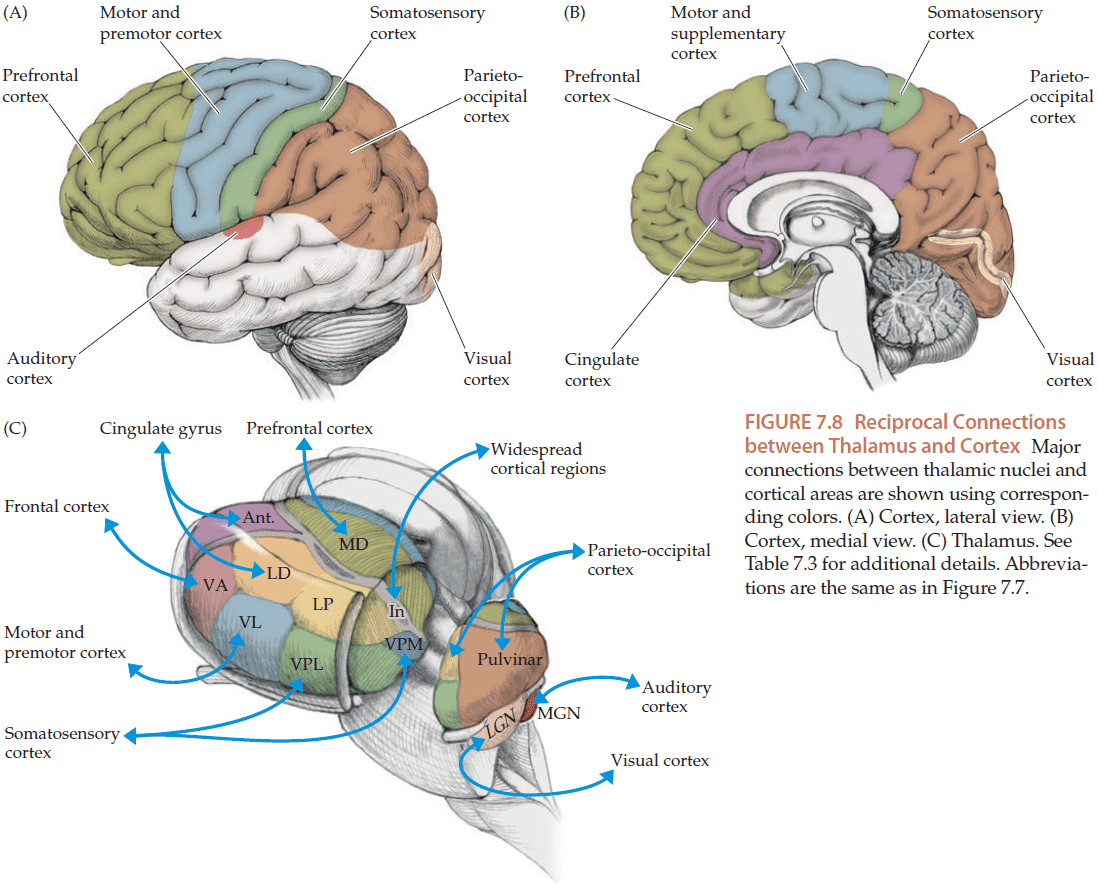 (A)
Motor and
premotor cortex
Somatosensory
cortex
Prefrontal
cortex
Parieto-
occipital
cortex
Auditory
cortex
Visual
cortex
(B)
Motor and
supplementary
cortex
Somatosensory
cortex
Prefrontal
cortex
Parieto-
occipital
cortex
Cingulate
cortex
Visual
cortex
(C)
Cingulate gyrus
Prefrontal cortex
Widespread
cortical regions
Frontal cortex
Ant.
MD
Parieto-occipital
cortex
VA
LD
LP
In
VL
Motor and
premotor cortex
VPM
VPL
Pulvinar
Auditory
cortex
LGN
MGN
Somatosensory
cortex
Visual cortex
FIGURE 7.8 Reciprocal Connections
between Thalamus and Cortex Major
connections between thalamic nuclei and
cortical areas are shown using correspon-
ding colors. (A) Cortex, lateral view. (B)
Cortex, medial view. (C) Thalamus. See
Table 7.3 for additional details. Abbrevia-
tions are the same as in Figure 7.7.